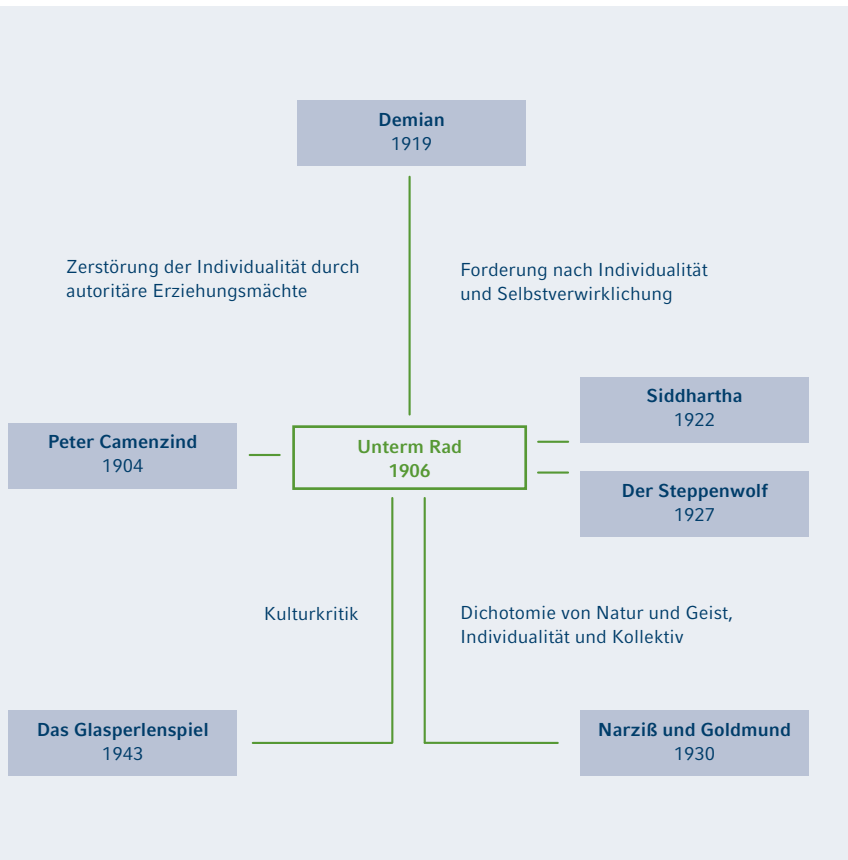 Demian
1919
Zerstörung der Individualität durch
autoritäre Erziehungsmächte
Forderung nach Individualität
und Selbstverwirklichung
Peter Camenzind
1904
Unterm Rad
1906
Siddhartha
1922
Der Steppenwolf
1927
Kulturkritik
Dichotomie von Natur und Geist,
Individualität und Kollektiv
Das Glasperlenspiel
1943
Narziß und Goldmund
1930